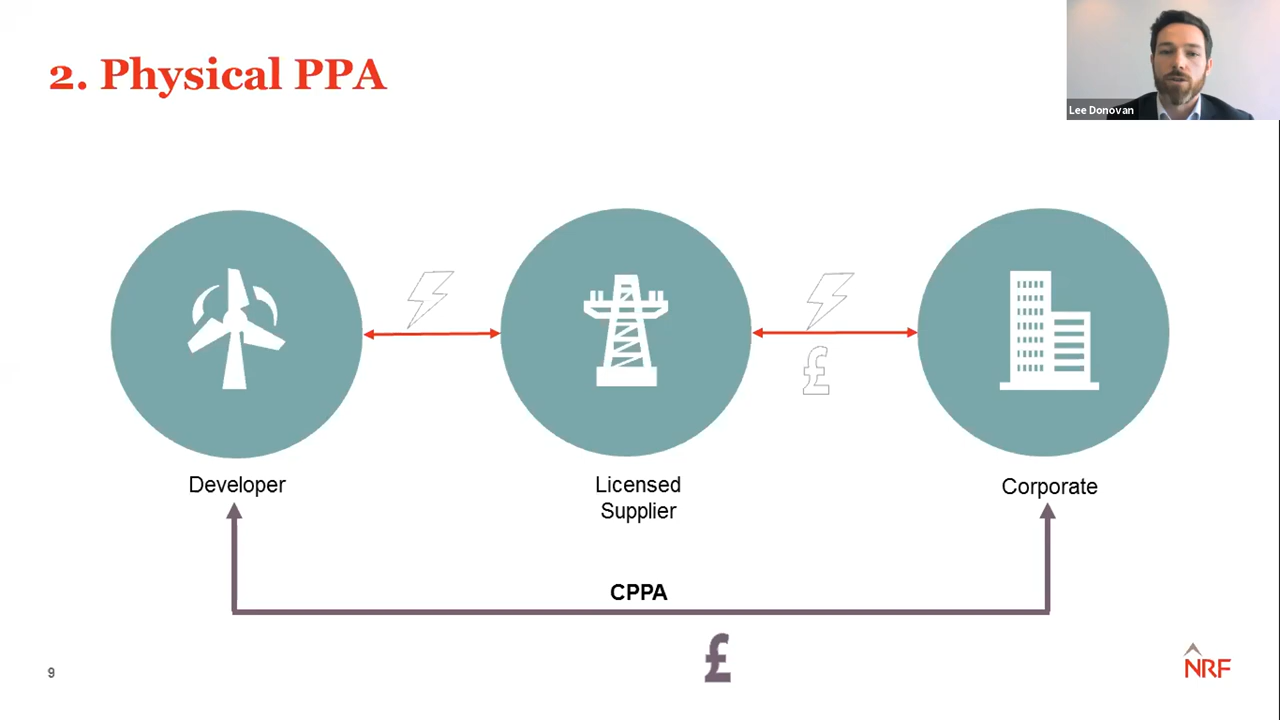 2. Physical PPA
Lee Donovan
£
Developer
Licensed
Supplier
Corporate
CPPA
£
9
NRF